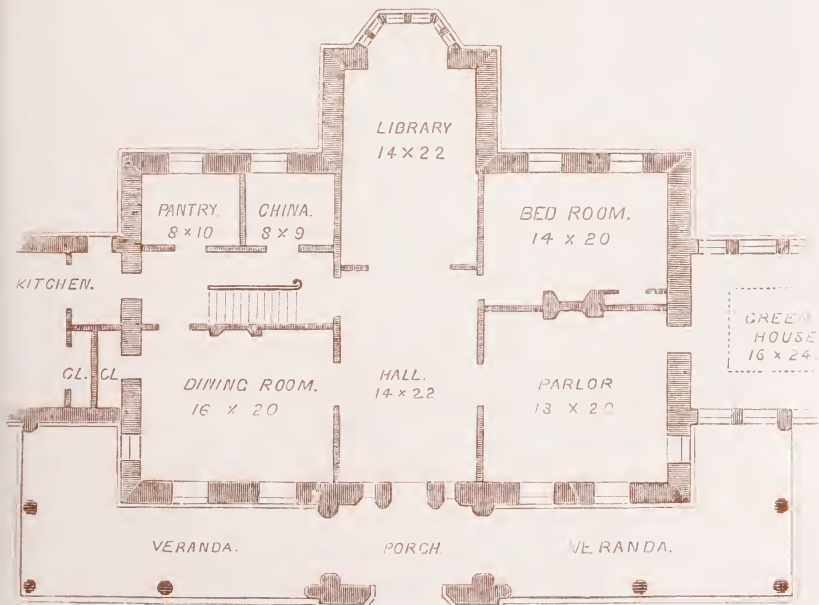 LIBRARY
14 × 22
PANTRY.
8 × 10
CHINA.
8 × 9
BED ROOM.
14 × 20
KITCHEN.
GREEN
HOUSE
16 × 24.
CL. CL
DINING ROOM.
16 × 20
HALL.
14 × 22
PARLOR
18 × 20
VERANDA.
PORCH.
VERANDA.